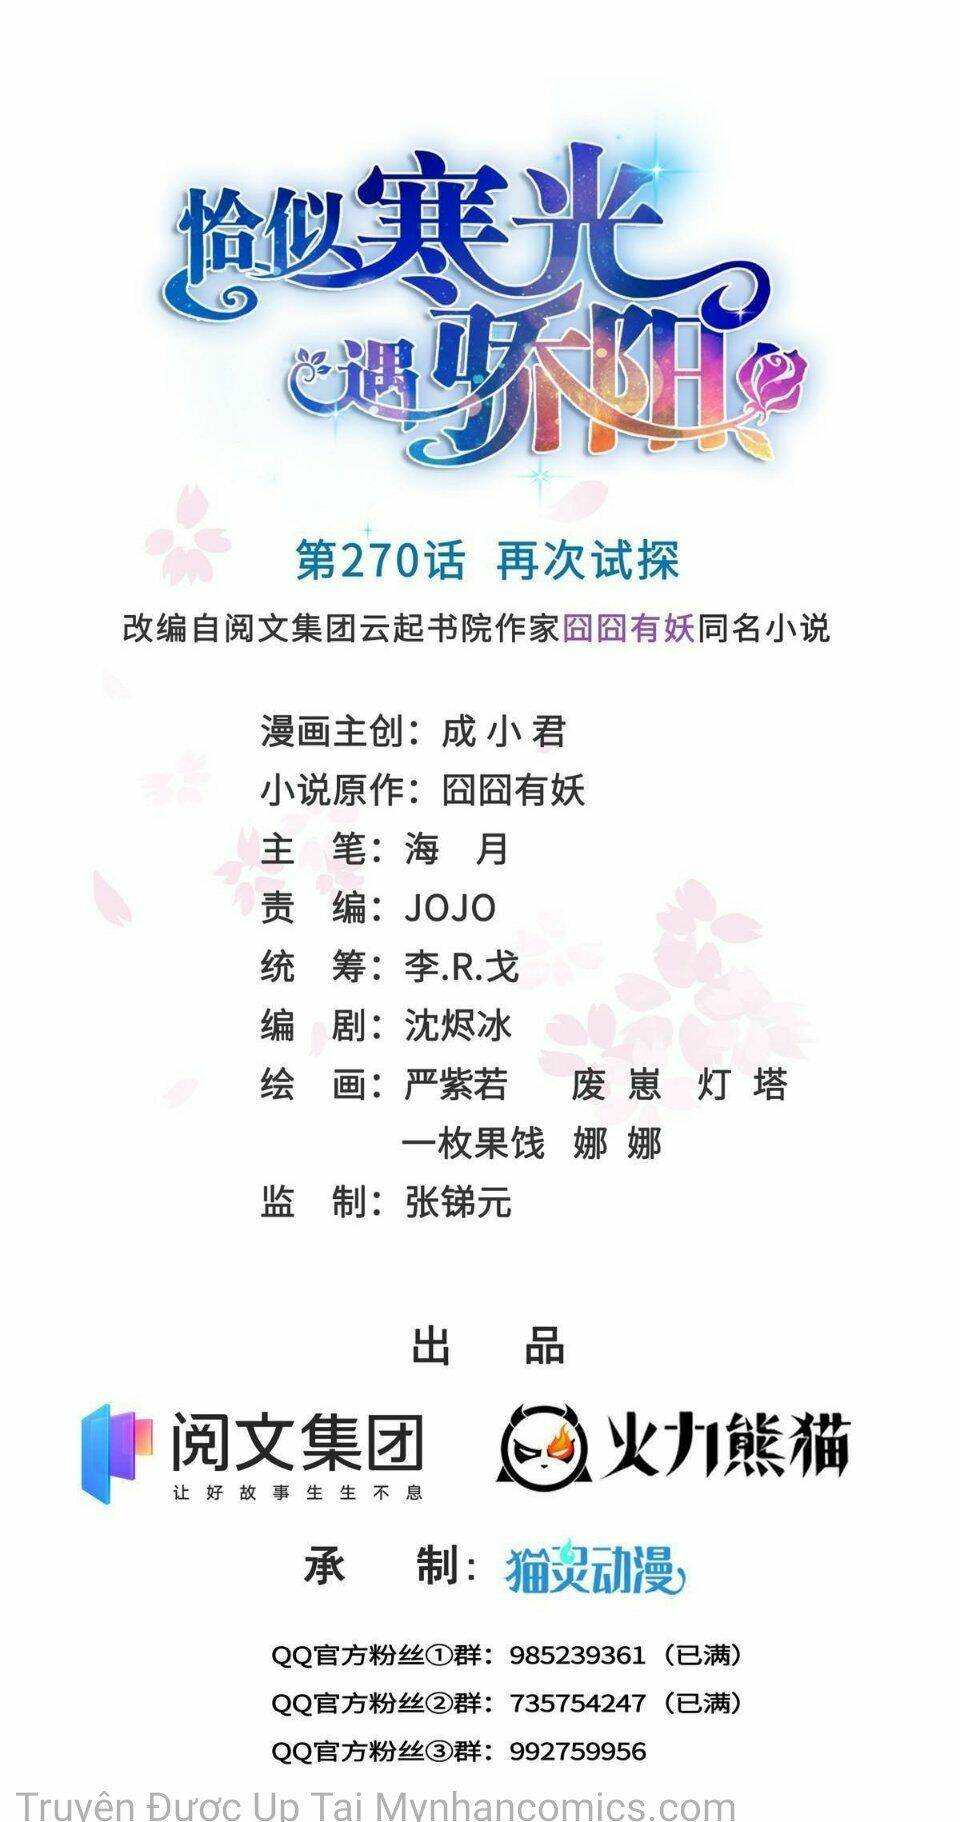 恰似寒光
遇骄阳
第270话 再次试探
改编自阅文集团云起书院作家囧囧有妖同名小说
漫画主创：成 小 君
小说原作：囧囧有妖
主 笔：海 月
责 编：JOJO
统 筹：李.R.戈
编 剧：沈烬冰
绘 画：严紫若 废 崽 灯 塔
一枚果饯 娜 娜
监 制：张锑元
出 品
阅文集团 火力熊猫
让好故事生生不息
承 制：猫灵动漫
QQ官方粉丝①群：985239361（已满）
QQ官方粉丝②群：735754247（已满）
QQ官方粉丝③群：992759956
Truyện Được Up Tại Mynhancomics.com